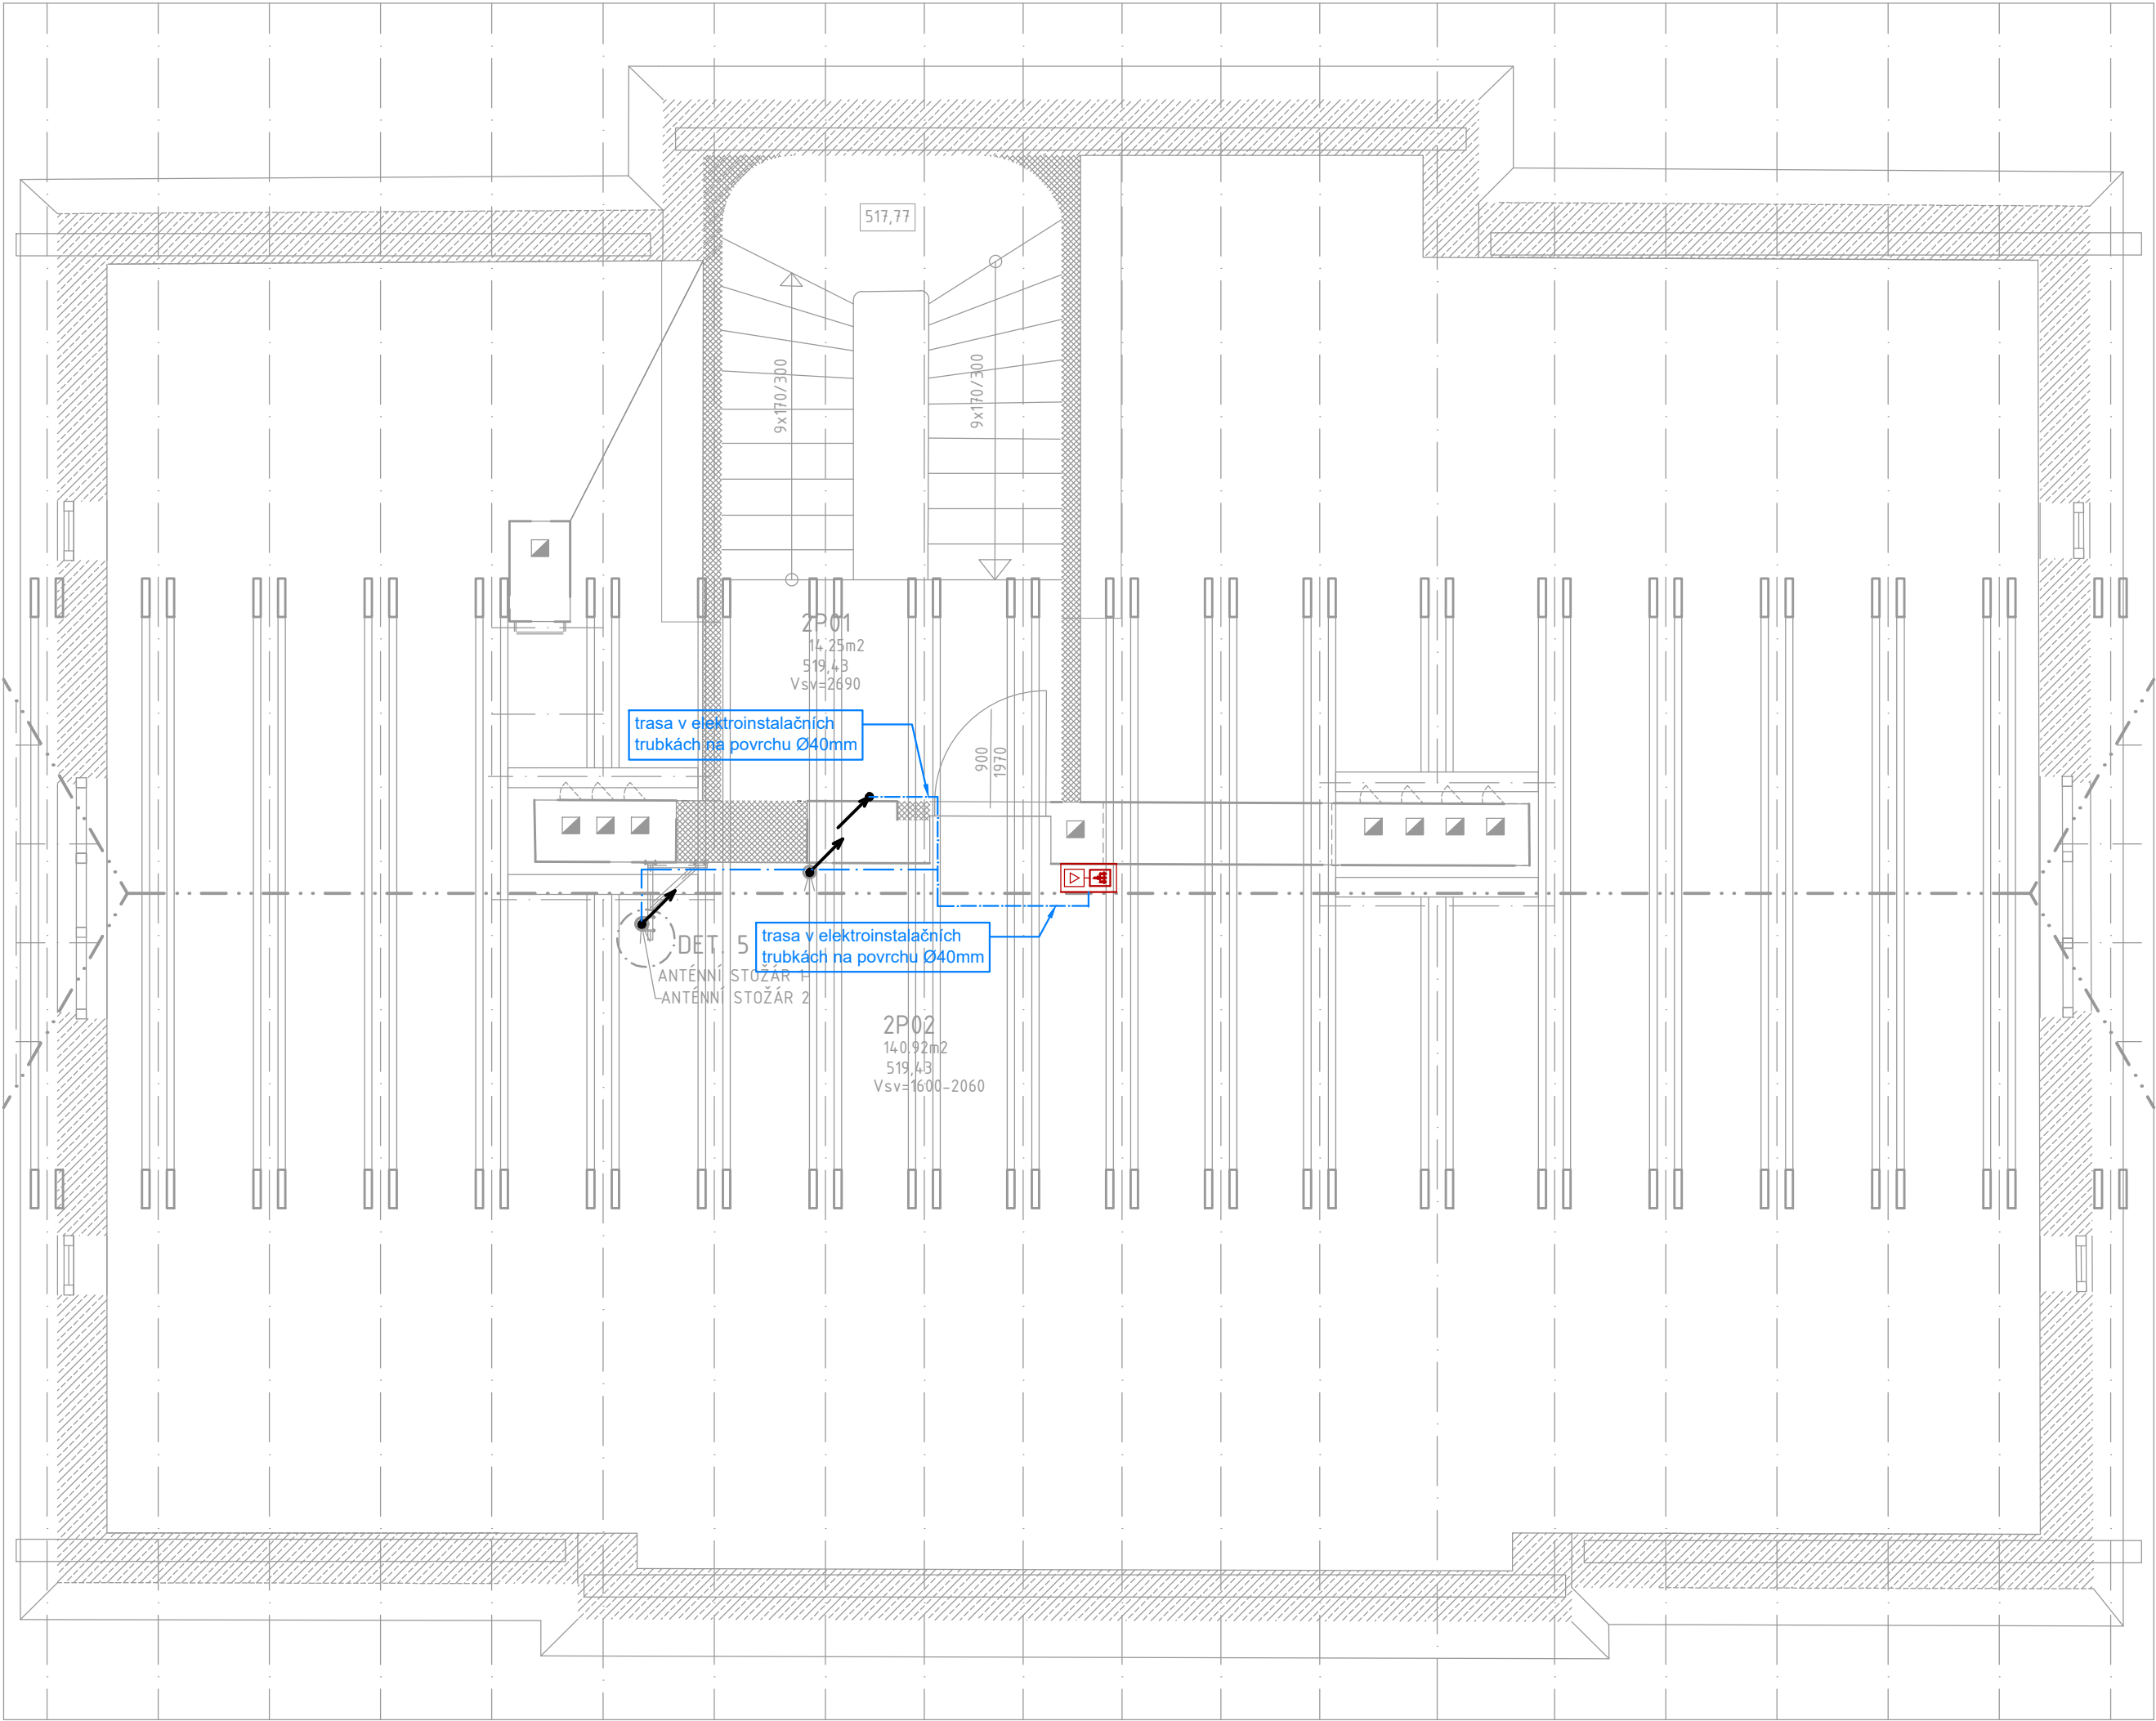 517,77
9x170/300
9x170/300
2P01
14,25m2
519,43
Vsv=2690
trasa v elektroinstalačních
trubkách na povrchu Ø40mm
900
1970
trasa v elektroinstalačních
trubkách na povrchu Ø40mm
DET. 5
ANTÉNNÍ STOŽÁR 1
ANTÉNNÍ STOŽÁR 2
2P02
140.92m2
519,43
Vsv=1600-2060